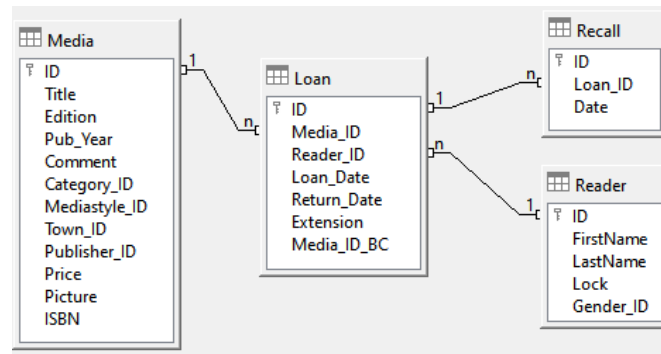 Media
ID
Title
Edition
Pub_Year
Comment
Category_ID
Mediastyle_ID
Town_ID
Publisher_ID
Price
Picture
ISBN
1
n
Loan
ID
Media_ID
Reader_ID
Loan_Date
Return_Date
Extension
Media_ID_BC
1
n
n
1
Recall
ID
Loan_ID
Date
Reader
ID
FirstName
LastName
Lock
Gender_ID